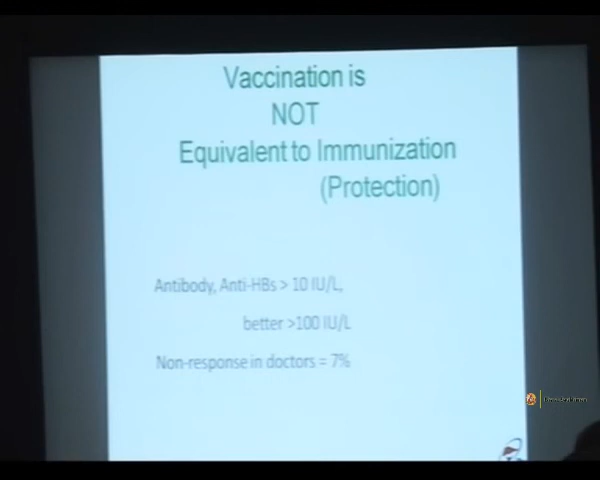 Vaccination is
NOT
Equivalent to Immunization
(Protection)
Antibody, Anti-HBs > 10 IU/L,
better >100 IU/L
Non-response in doctors = 7%